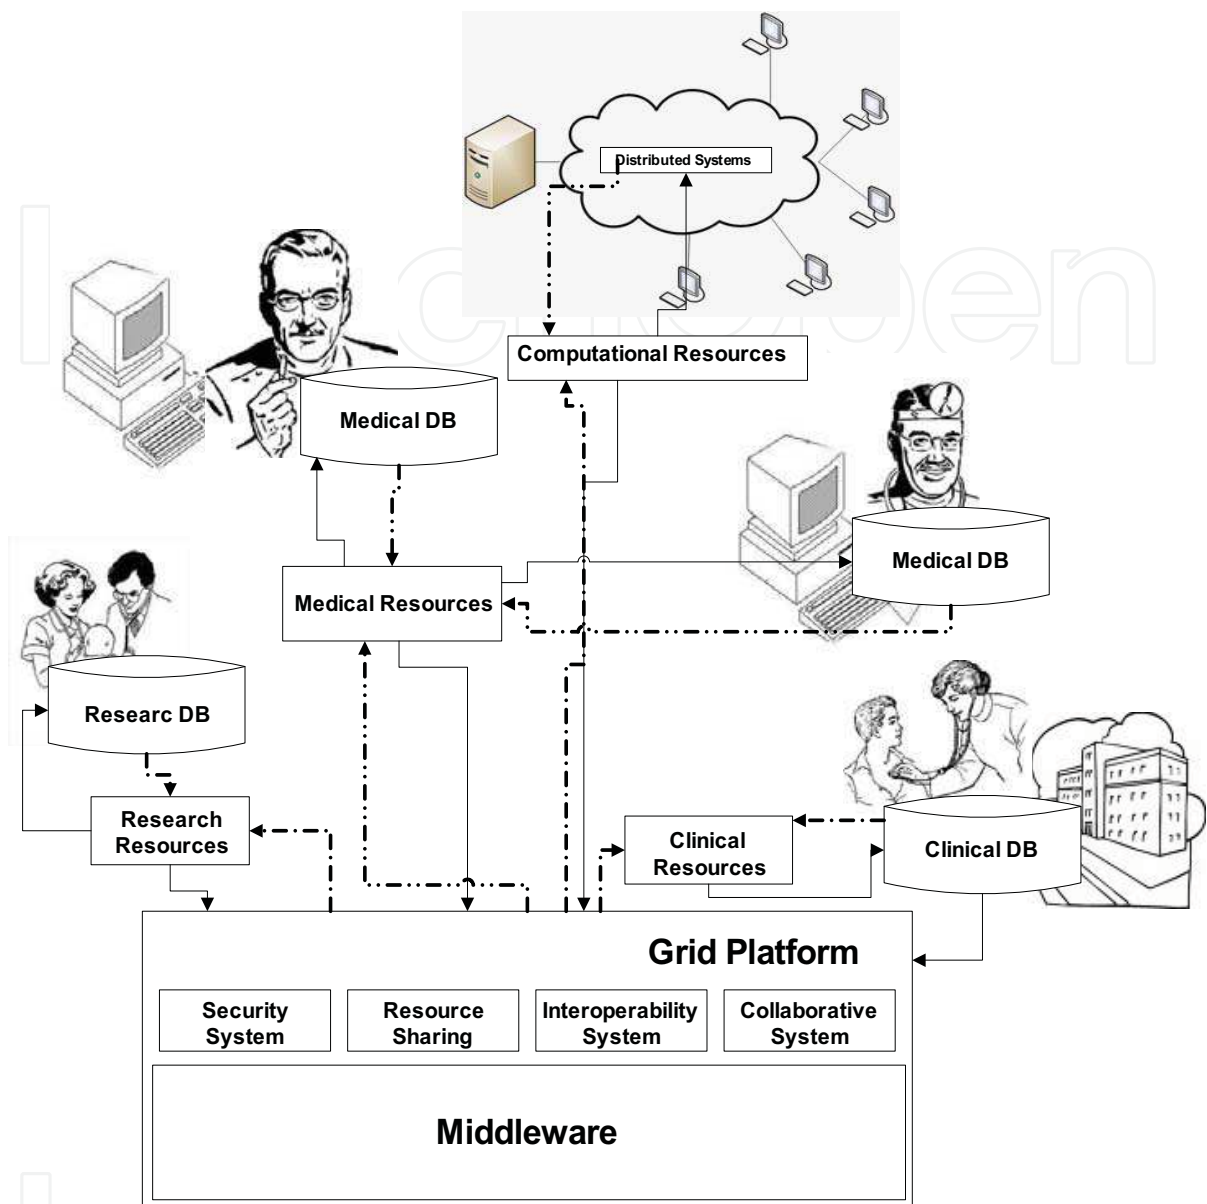 Distributed Systems
Computational Resources
Medical DB
Medical DB
Medical Resources
Researc DB
Research
Resources
Clinical
Resources
Clinical DB
Grid Platform
Security
System
Resource
Sharing
Interoperability
System
Collaborative
System
Middleware